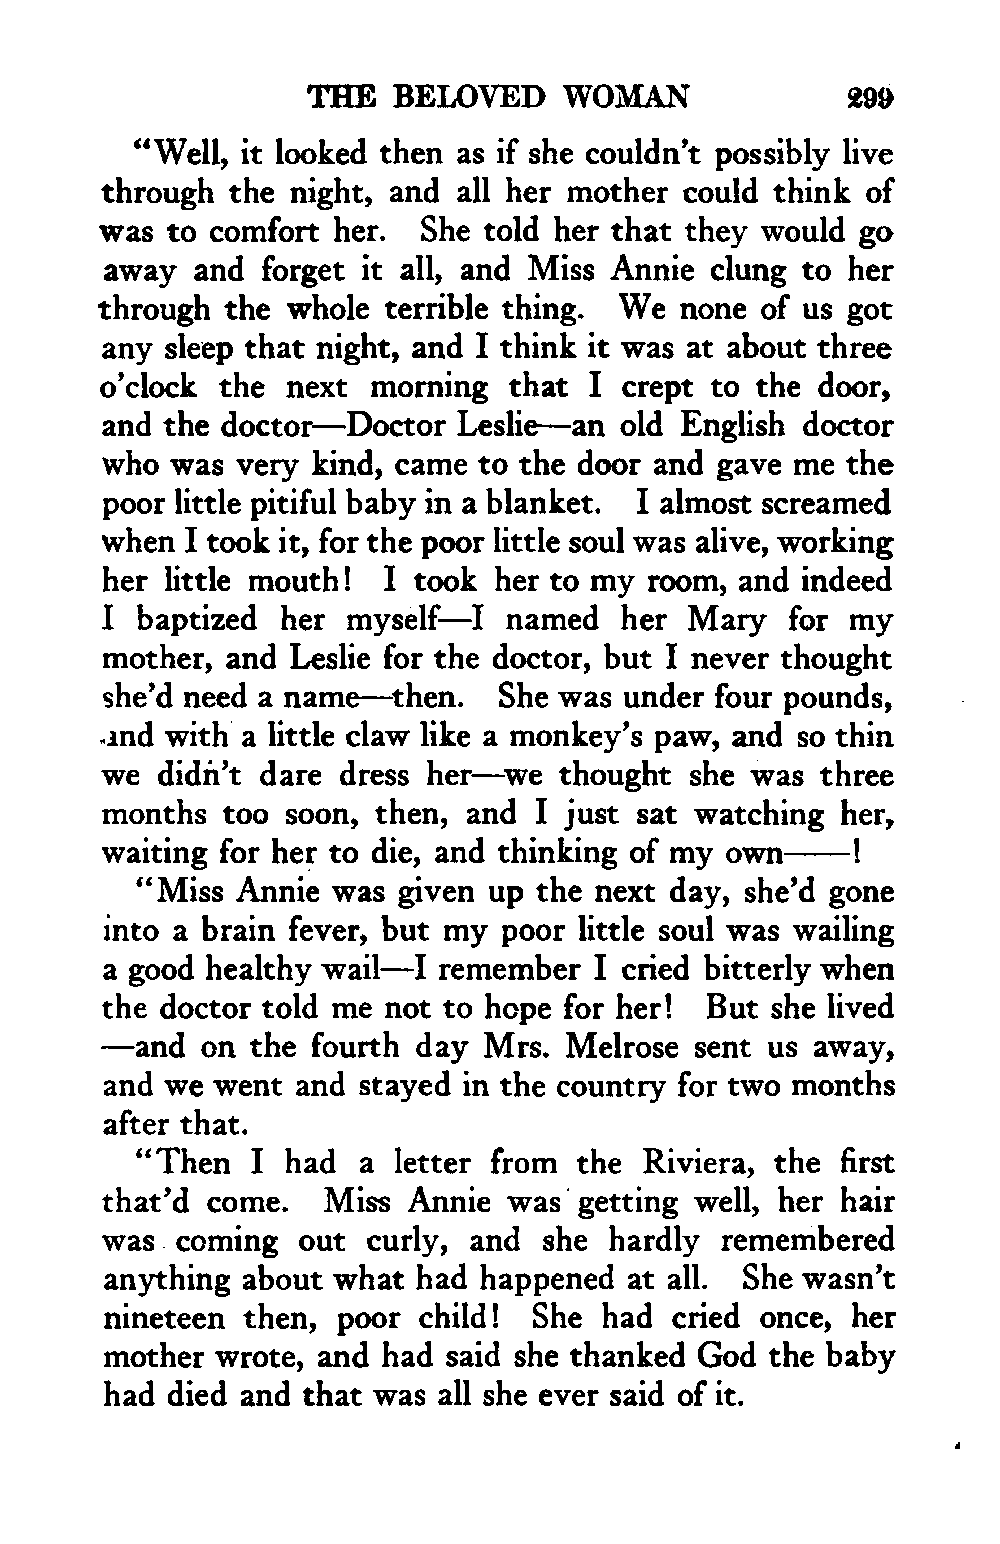 THE BELOVED WOMAN 299
"Well, it looked then as if she couldn't possibly live
through the night, and all her mother could think of
was to comfort her. She told her that they would go
away and forget it all, and Miss Annie clung to her
through the whole terrible thing. We none of us got
any sleep that night, and I think it was at about three
o'clock the next morning that I crept to the door,
and the doctor—Doctor Leslie—an old English doctor
who was very kind, came to the door and gave me the
poor little pitiful baby in a blanket. I almost screamed
when I took it, for the poor little soul was alive, working
her little mouth! I took her to my room, and indeed
I baptized her myself—I named her Mary for my
mother, and Leslie for the doctor, but I never thought
she'd need a name—then. She was under four pounds,
and with a little claw like a monkey's paw, and so thin
we didn't dare dress her—we thought she was three
months too soon, then, and I just sat watching her,
waiting for her to die, and thinking of my own——!
"Miss Annie was given up the next day, she'd gone
into a brain fever, but my poor little soul was wailing
a good healthy wail—I remember I cried bitterly when
the doctor told me not to hope for her! But she lived
—and on the fourth day Mrs. Melrose sent us away,
and we went and stayed in the country for two months
after that.
"Then I had a letter from the Riviera, the first
that'd come. Miss Annie was getting well, her hair
was coming out curly, and she hardly remembered
anything about what had happened at all. She wasn't
nineteen then, poor child! She had cried once, her
mother wrote, and had said she thanked God the baby
had died and that was all she ever said of it.